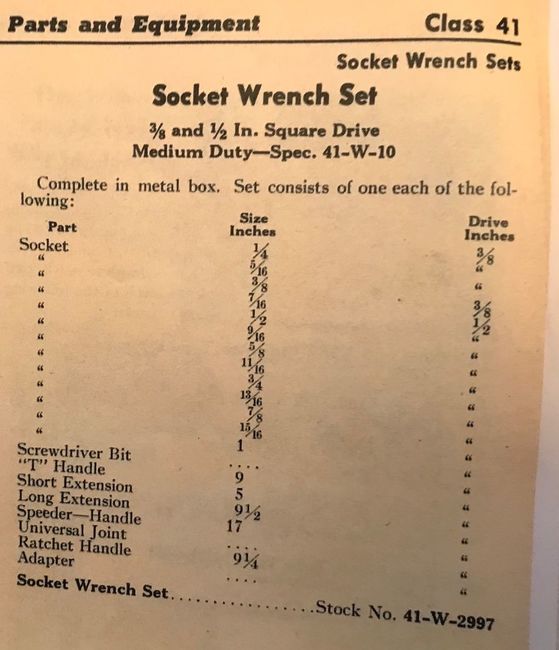 Parts and Equipment Class 41
Socket Wrench Sets
Socket Wrench Set
⅜ and ½ In. Square Drive
Medium Duty—Spec. 41-W-10
Complete in metal box. Set consists of one each of the fol-
lowing:
Part Size Inches Drive Inches
Socket 1/4 3/8
“ 5/16 “
“ 3/8 “
“ 7/16 3/8
“ 1/2 1/2
“ 9/16 “
“ 5/8 “
“ 11/16 “
“ 3/4 “
“ 13/16 “
“ 7/8 “
“ 15/16 “
“ 1 “
Screwdriver Bit .... “
“T” Handle 9 “
Short Extension 5 “
Long Extension 9½ “
Speeder—Handle 17 “
Universal Joint .... “
Ratchet Handle 9¼ “
Adapter .... “
Socket Wrench Set..................Stock No. 41-W-2997